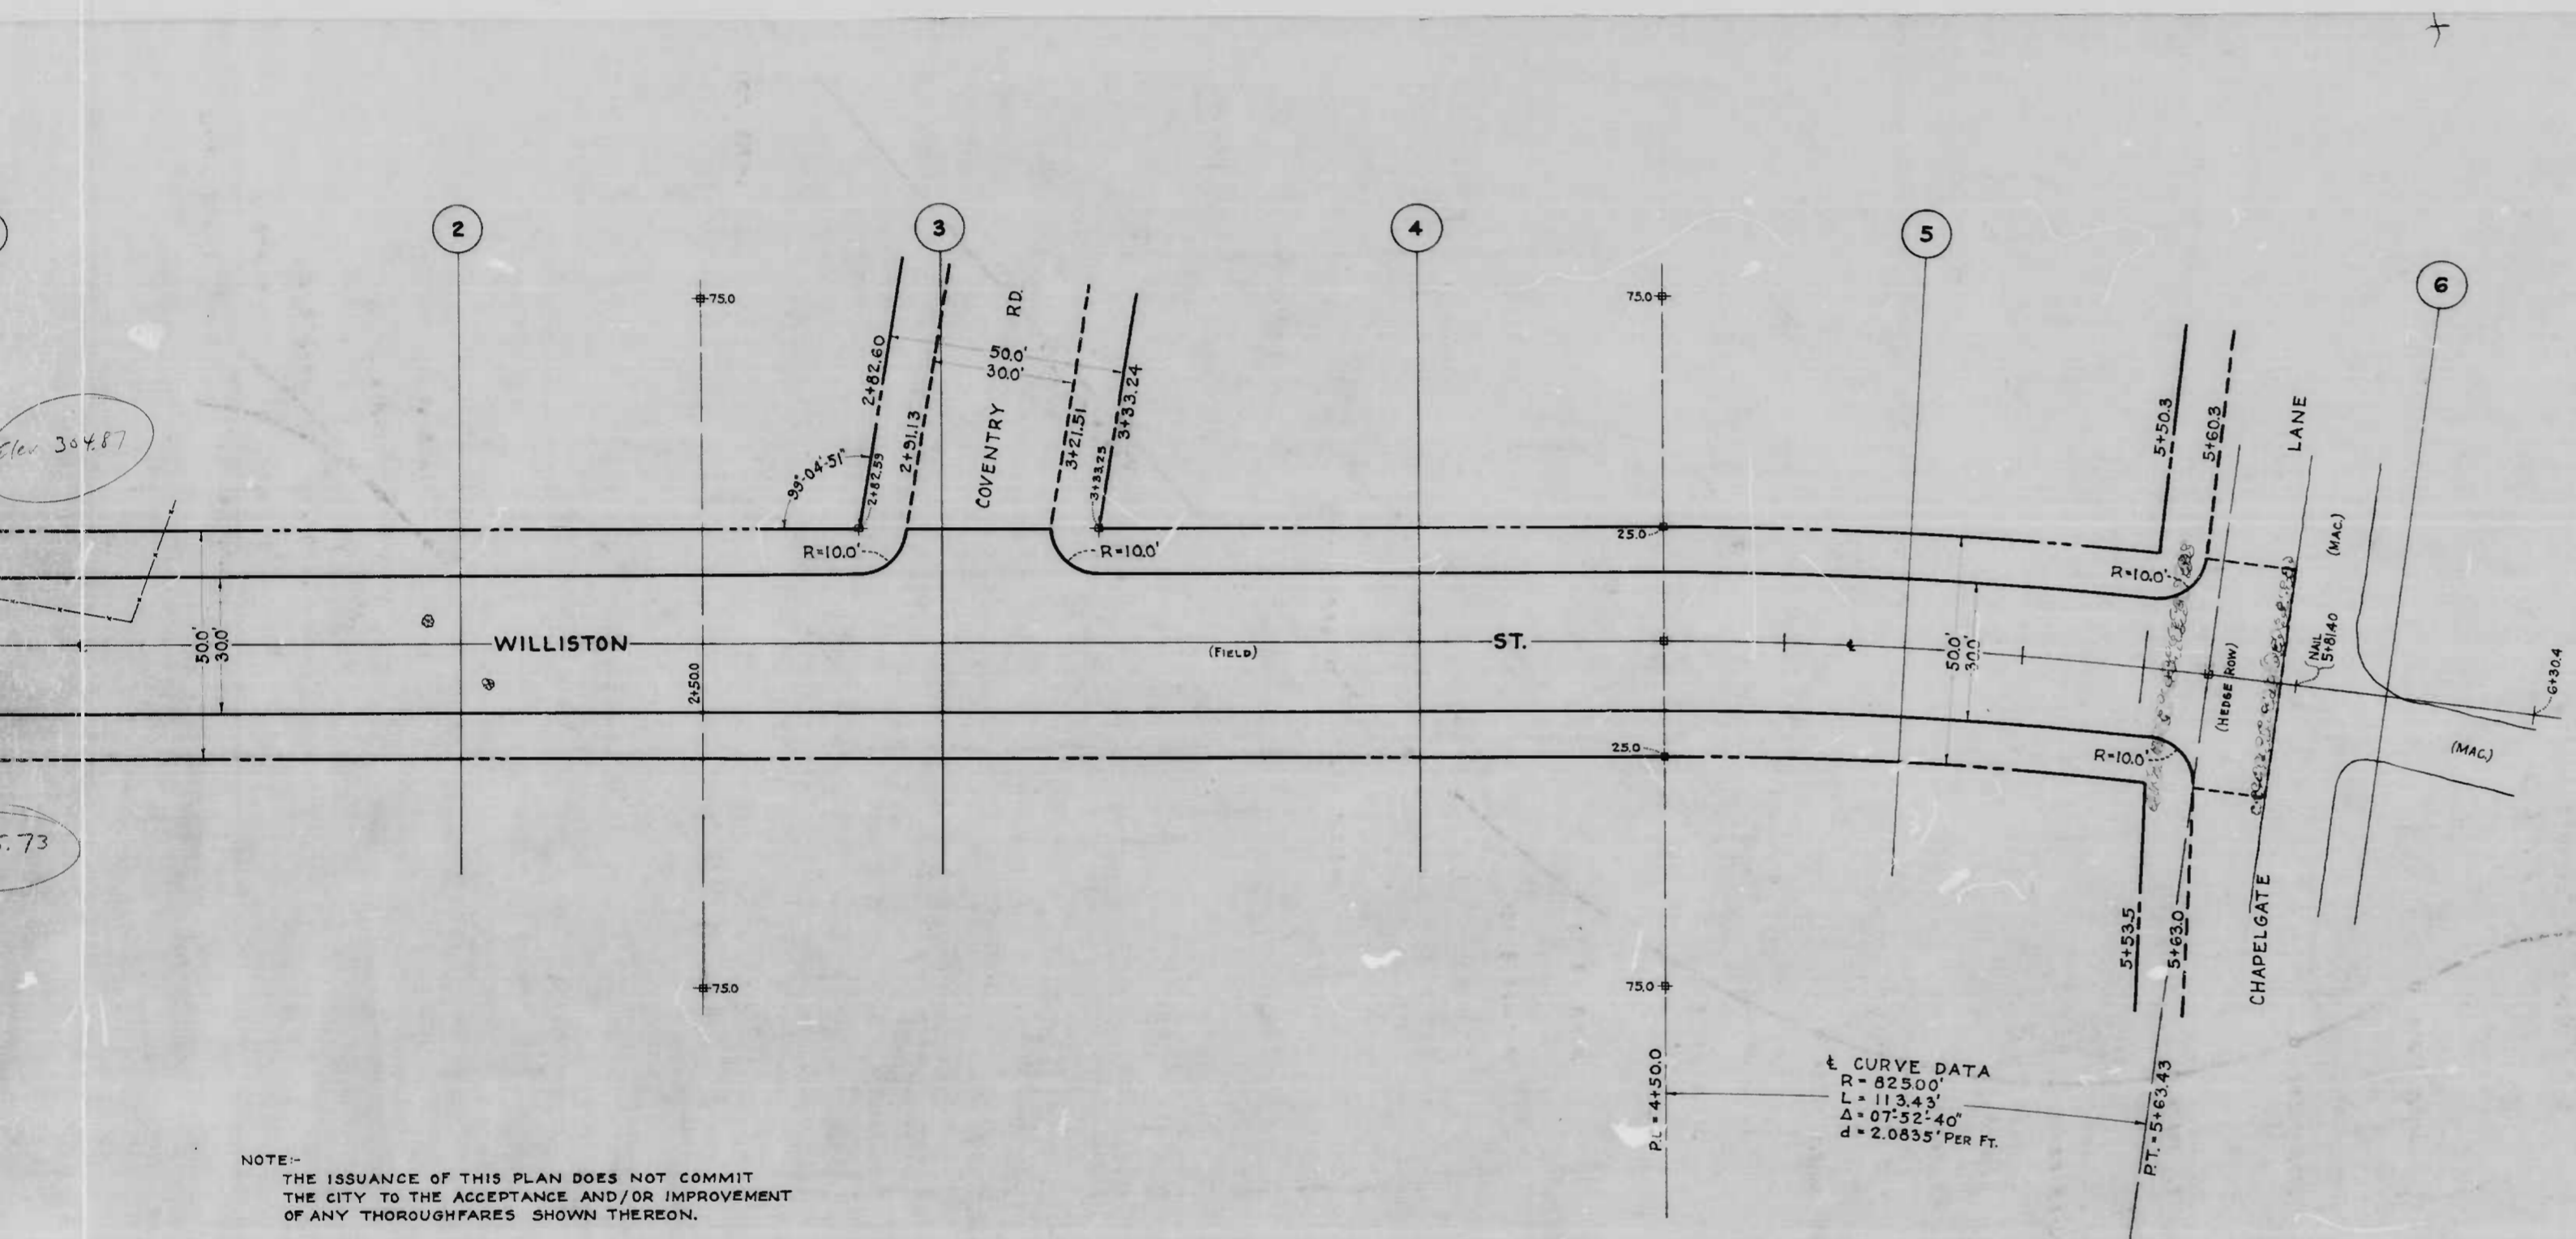 2
3
4
5
6
75.0
75.0
2+82.60
2+91.13
COVENTRY RD.
50.0'
30.0'
3+21.51
3+33.24
99°-04'-51"
2+82.59
3+33.25
Elev 304.87
5+50.3
5+60.3
LANE
(MAC.)
R=10.0'
R=10.0'
25.0
R=10.0'
50.0'
30.0'
WILLISTON ST.
(FIELD)
2+50.0
50.0'
30.0'
(HEDGE ROW)
NAIL
5+81.40
6+30.4
25.0
R=10.0'
(MAC.)
.73
5+53.5
5+63.0
CHAPELGATE
75.0
75.0
P.C. = 4+50.0
℄ CURVE DATA
R = 825.00'
L = 113.43'
Δ = 07°-52'-40"
d = 2.0835' PER FT.
P.T. = 5+63.43
NOTE:-
THE ISSUANCE OF THIS PLAN DOES NOT COMMIT
THE CITY TO THE ACCEPTANCE AND/OR IMPROVEMENT
OF ANY THOROUGHFARES SHOWN THEREON.